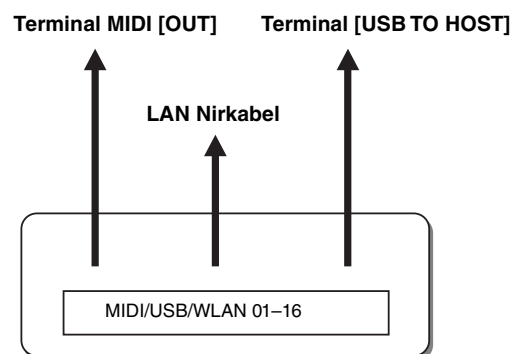 Terminal MIDI [OUT]
Terminal [USB TO HOST]
LAN Nirkabel
MIDI/USB/WLAN 01–16